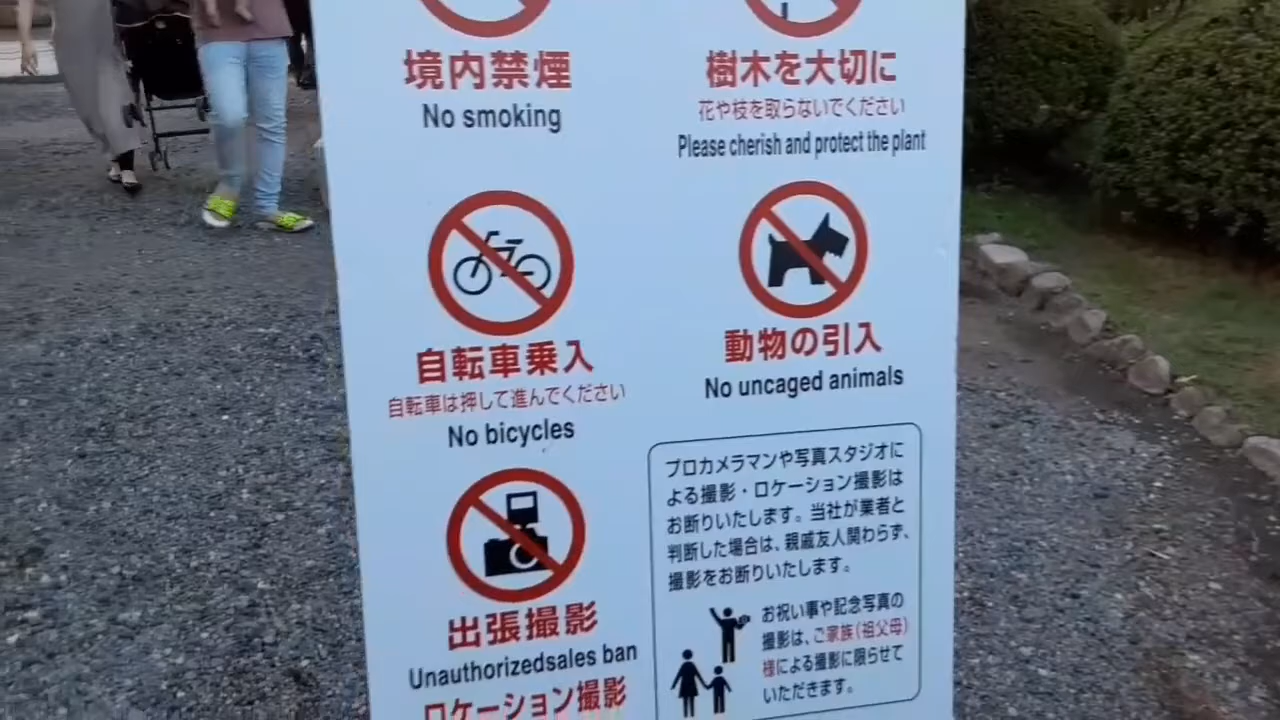 境内禁煙
No smoking
樹木を大切に
花や枝を取らないでください
Please cherish and protect the plant
自転車乗入
自転車は押して進んでください
No bicycles
動物の引入
No uncaged animals
出張撮影
Unauthorizedsales ban
ロケーション撮影
プロカメラマンや写真スタジオに
よる撮影・ロケーション撮影は
お断りいたします。当社が業者と
判断した場合は、親戚友人関わらず、
撮影をお断りいたします。
お祝い事や記念写真の
撮影は、ご家族(祖父母)
様による撮影に限らせて
いただきます。